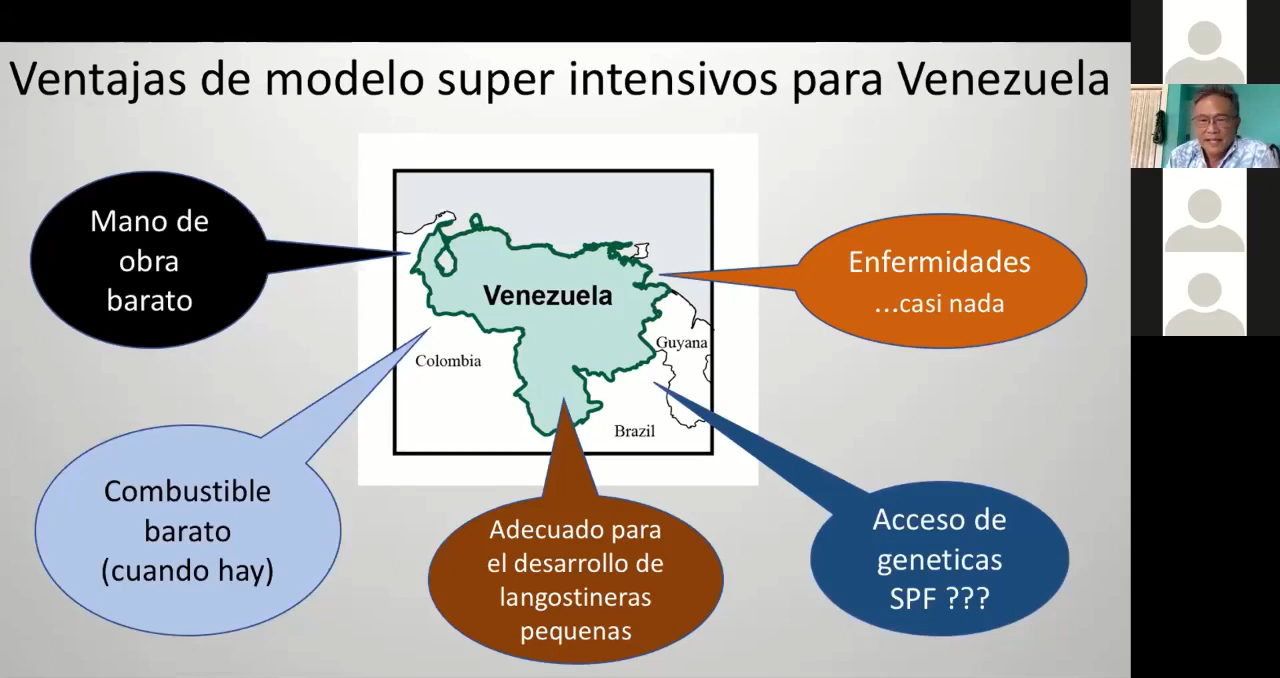 Ventajas de modelo super intensivos para Venezuela
Mano de
obra
barato
Enfermidades
...casi nada
Venezuela
Guyana
Colombia
Brazil
Combustible
barato
(cuando hay)
Adecuado para
el desarrollo de
langostineras
pequenas
Acceso de
geneticas
SPF ???